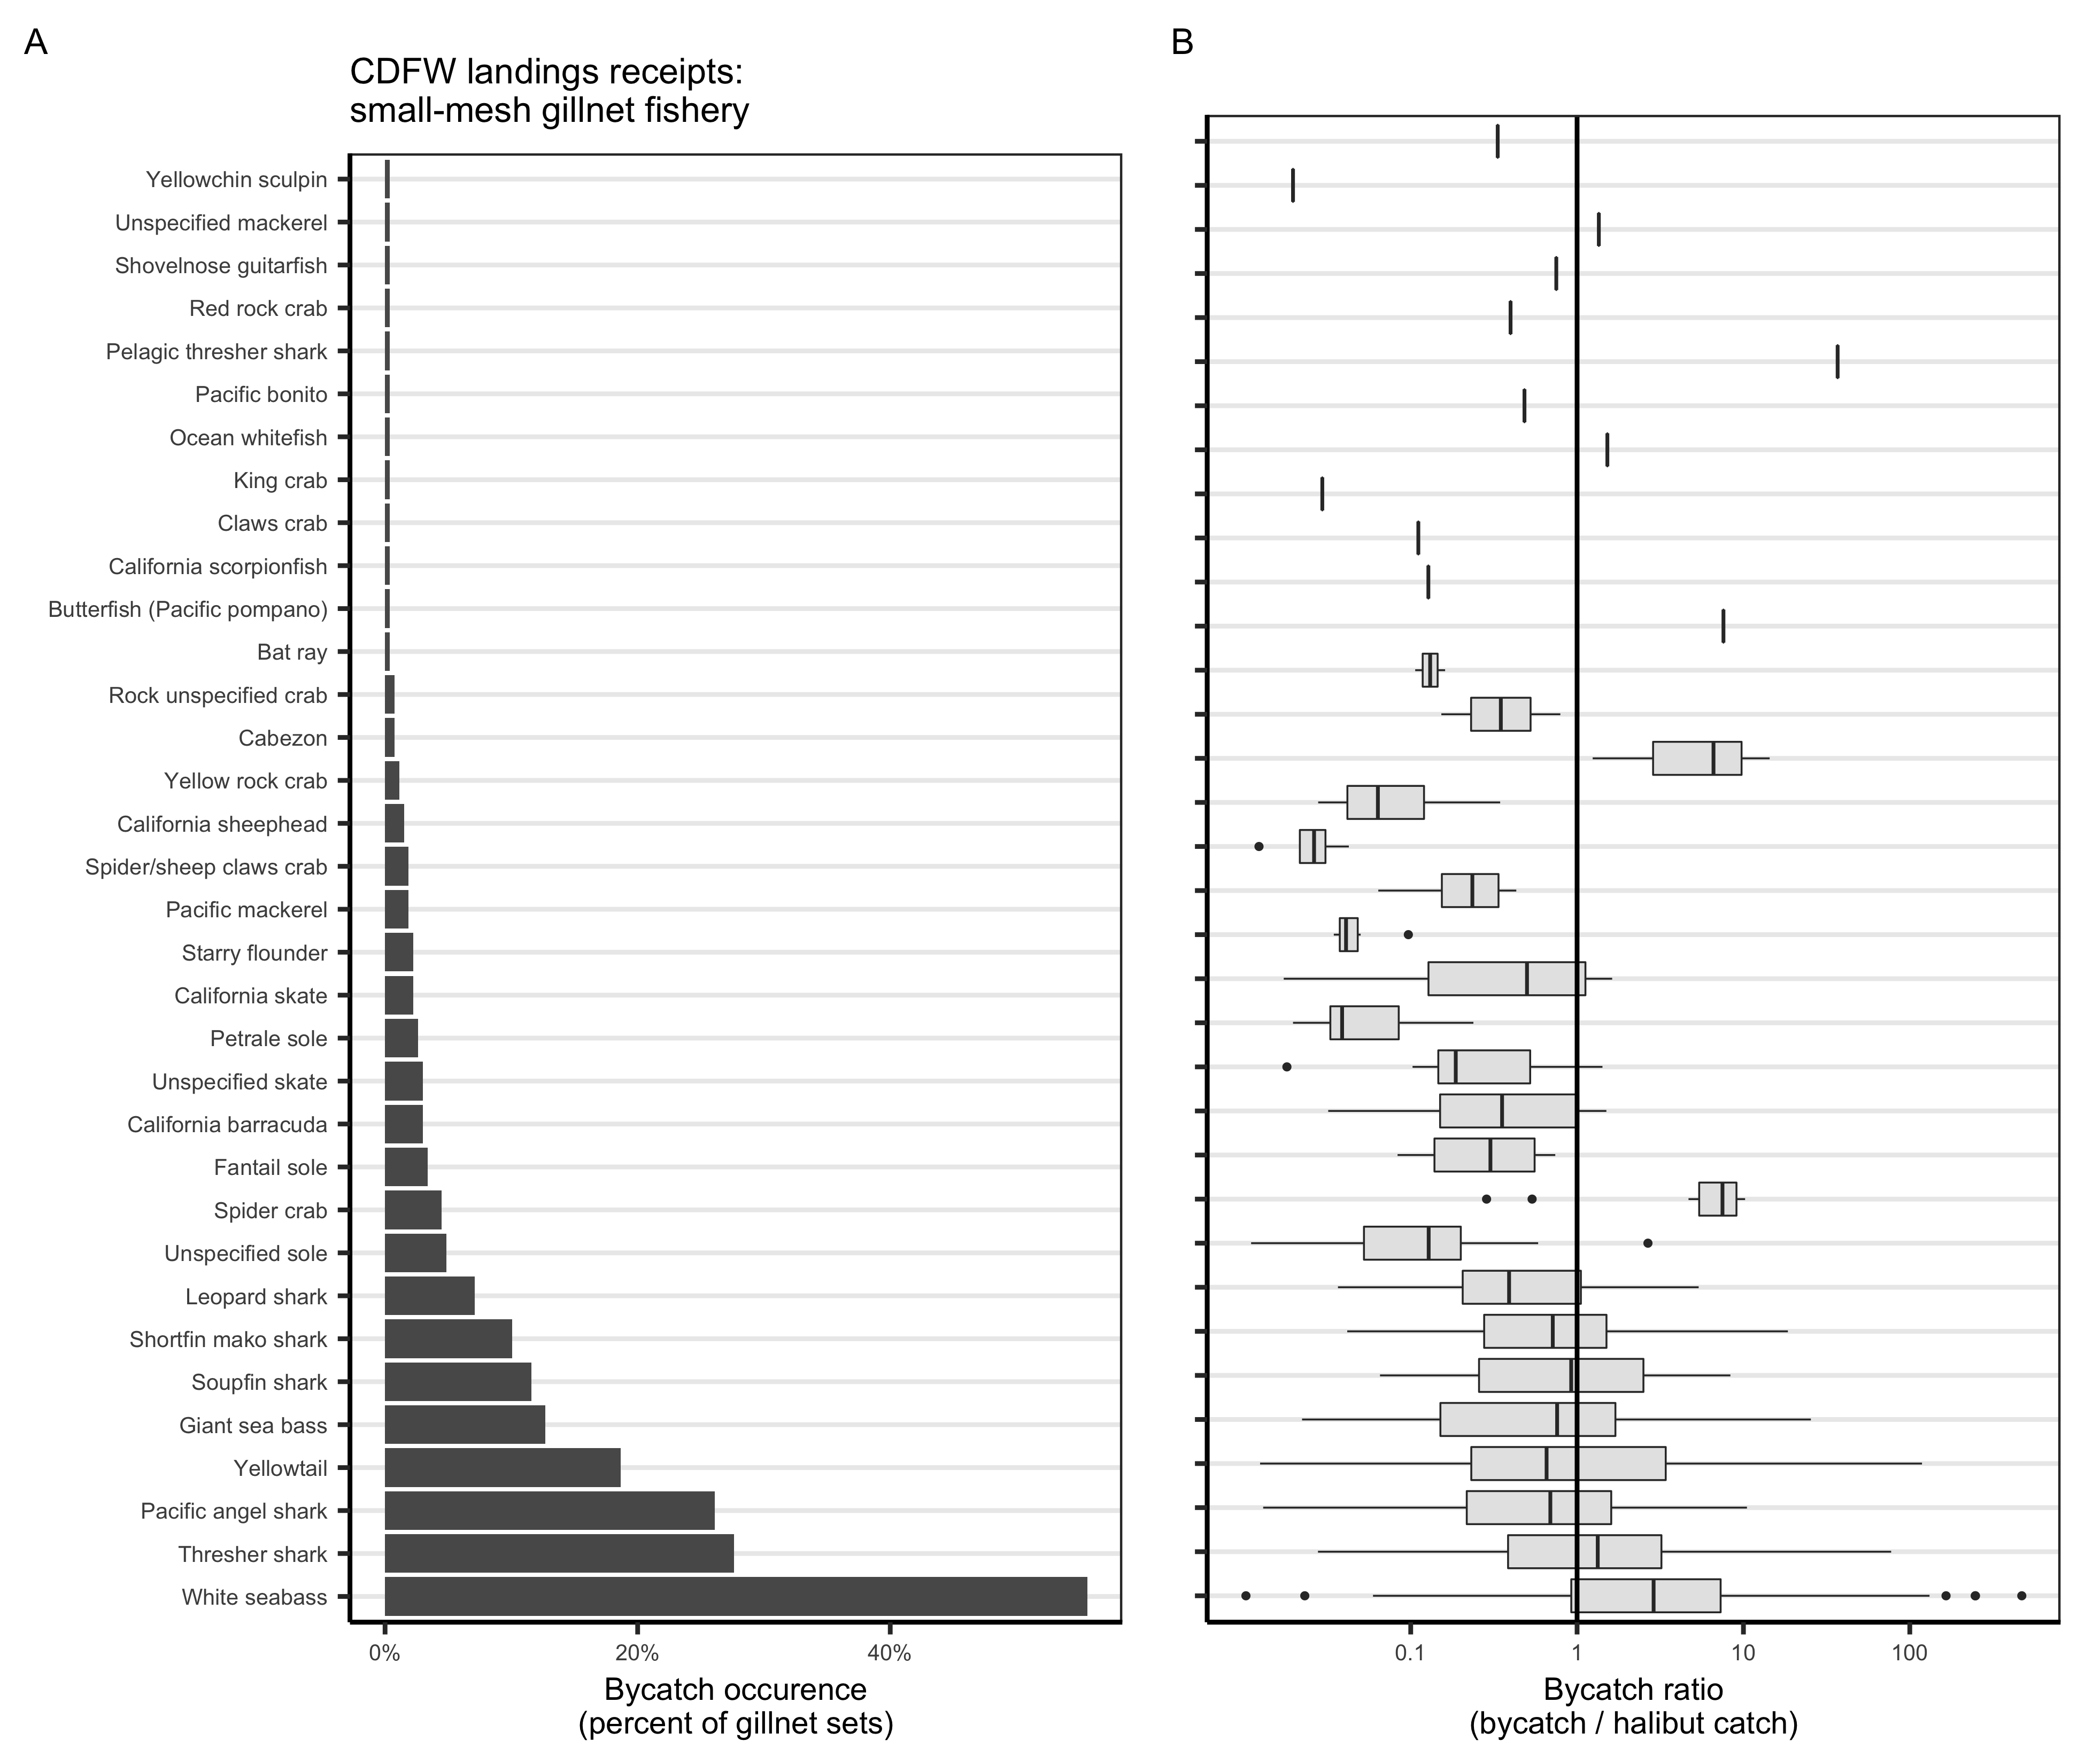 A
CDFW landings receipts:
small-mesh gillnet fishery
Yellowchin sculpin
Unspecified mackerel
Shovelnose guitarfish
Red rock crab
Pelagic thresher shark
Pacific bonito
Ocean whitefish
King crab
Claws crab
California scorpionfish
Butterfish (Pacific pompano)
Bat ray
Rock unspecified crab
Cabezon
Yellow rock crab
California sheephead
Spider/sheep claws crab
Pacific mackerel
Starry flounder
California skate
Petrale sole
Unspecified skate
California barracuda
Fantail sole
Spider crab
Unspecified sole
Leopard shark
Shortfin mako shark
Soupfin shark
Giant sea bass
Yellowtail
Pacific angel shark
Thresher shark
White seabass
0% 20% 40%
Bycatch occurence
(percent of gillnet sets)
B
0.1 1 10 100
Bycatch ratio
(bycatch / halibut catch)